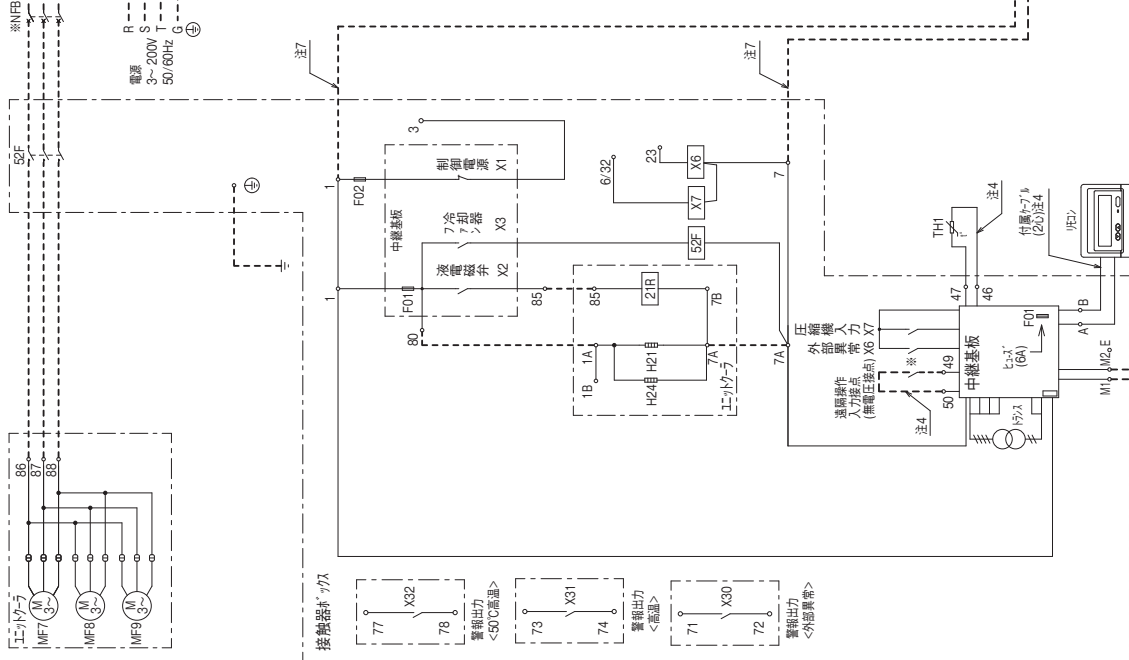 ※NFB
R
S
T
G
電源
3～ 200V
50/60Hz
注7
注7
52F
1
3
F02
制御電源
X1
中継基板
冷却器ファン
X3
液電磁弁
X2
F01
1
6/32
23
X6
X7
7
52F
80
85
85
21R
7B
1A
1B
H21
H24
7A
7A
ユニットクーラ
TH1
注4
付属ケーブル
(2心)注4
リモコン
47
46
圧縮機入力 X7
外部異常 X6
※
遠隔操作
入力接点
(無電圧接点)
49
50
注4
中継基板
F01
ヒューズ
(6A)
A
B
トランス
M1
M2
E
ユニットクーラ
86
87
88
M
3～
MF7
M
3～
MF8
M
3～
MF9
接触器ボックス
77
X32
78
警報出力
<50℃高温>
73
X31
74
警報出力
<高温>
71
X30
72
警報出力
<外部異常>